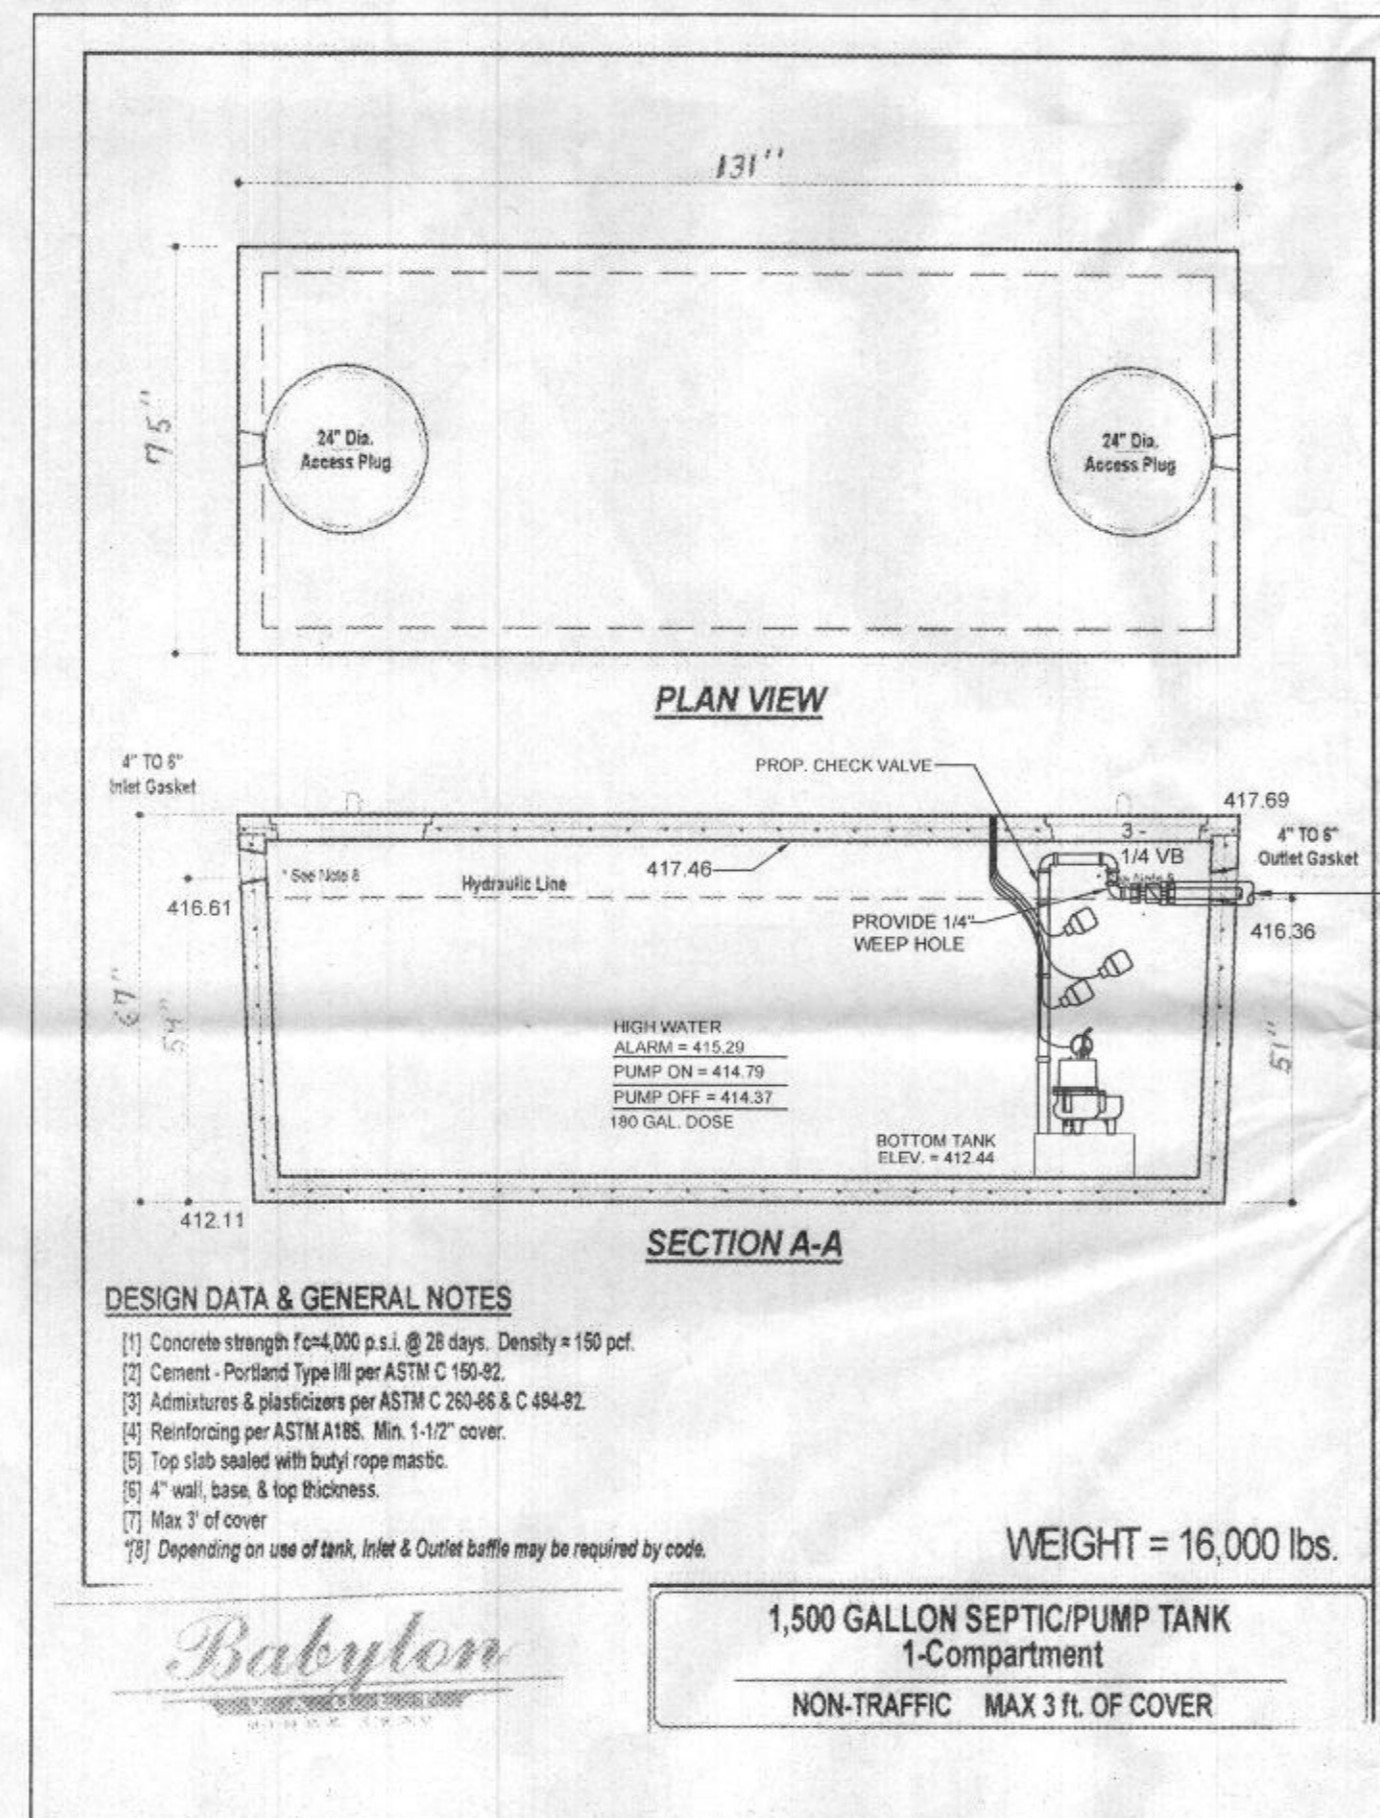 131"
75"
24" Dia.
Access Plug
24" Dia.
Access Plug
PLAN VIEW
4" TO 6"
Inlet Gasket
PROP. CHECK VALVE
417.69
4" TO 6"
Outlet Gasket
3 -
1/4 VB
* See Note 8
Hydraulic Line
417.46
416.61
PROVIDE 1/4"
WEEP HOLE
416.36
67"
54"
51"
HIGH WATER
ALARM = 415.29
PUMP ON = 414.79
PUMP OFF = 414.37
180 GAL. DOSE
BOTTOM TANK
ELEV. = 412.44
412.11
SECTION A-A
DESIGN DATA & GENERAL NOTES
[1] Concrete strength f'c=4,000 p.s.i. @ 28 days. Density = 150 pcf.
[2] Cement - Portland Type I/II per ASTM C 150-92.
[3] Admixtures & plasticizers per ASTM C 260-86 & C 494-92.
[4] Reinforcing per ASTM A185. Min. 1-1/2" cover.
[5] Top slab sealed with butyl rope mastic.
[6] 4" wall, base, & top thickness.
[7] Max 3' of cover
*[8] Depending on use of tank, Inlet & Outlet baffle may be required by code.
WEIGHT = 16,000 lbs.
Babylon
1,500 GALLON SEPTIC/PUMP TANK
1-Compartment
NON-TRAFFIC MAX 3 ft. OF COVER